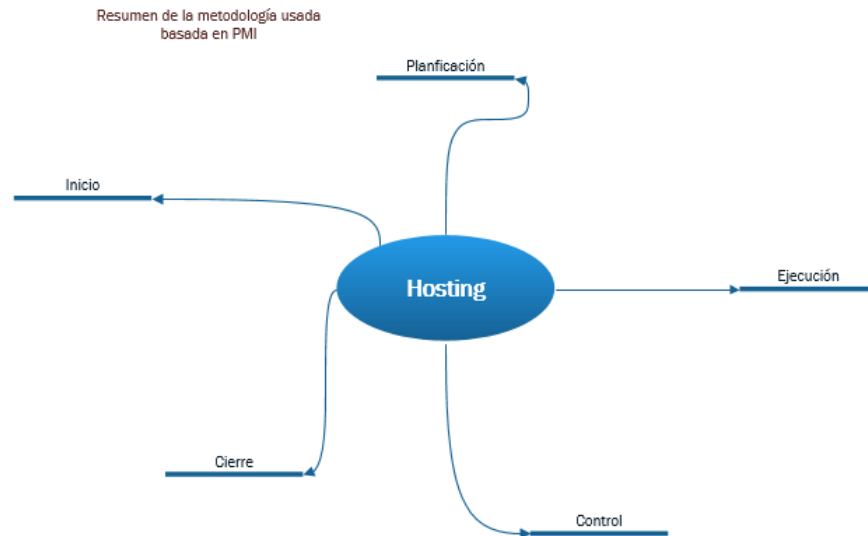 Resumen de la metodología usada
basada en PMI
Planficación
Inicio
Hosting
Ejecución
Cierre
Control